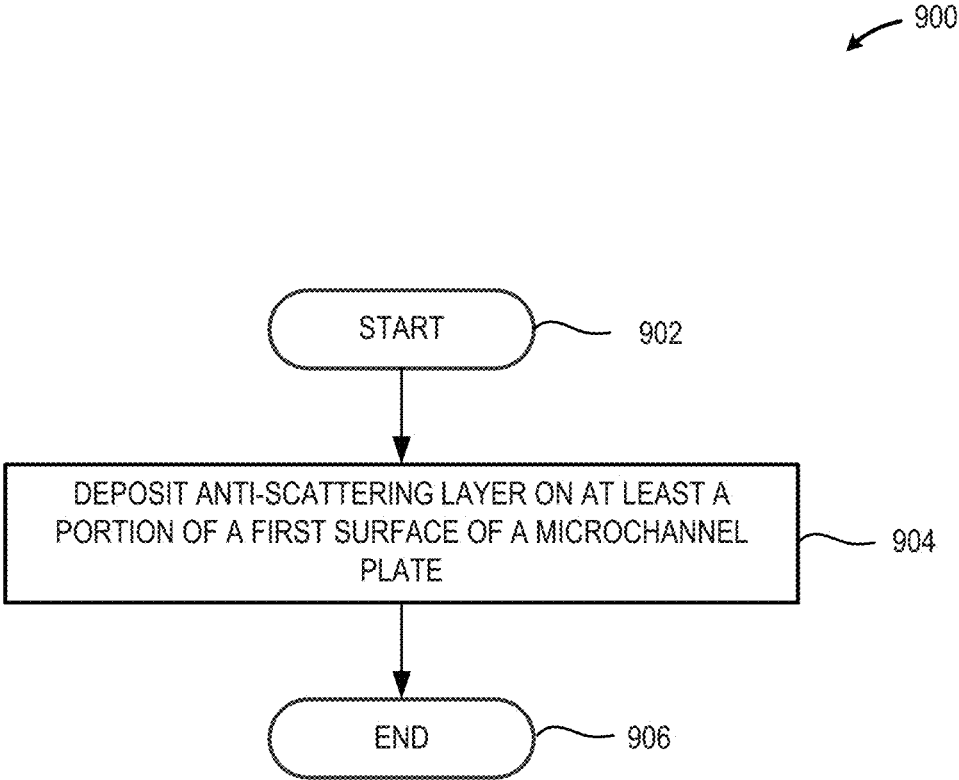 900
START
902
DEPOSIT ANTI-SCATTERING LAYER ON AT LEAST A
PORTION OF A FIRST SURFACE OF A MICROCHANNEL
PLATE
904
END
906